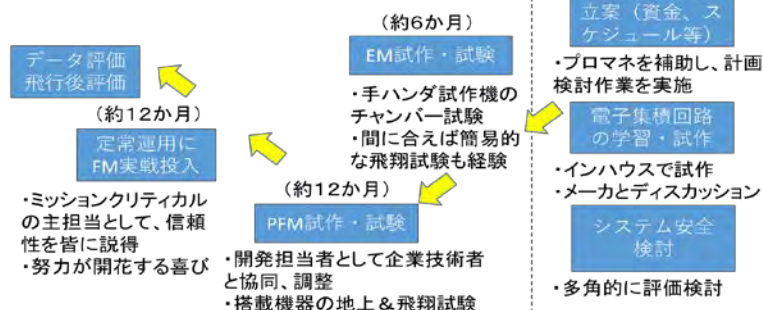 立案（資金、ス
ケジュール等）
・プロマネを補助し、計画
検討作業を実施
電子集積回路
の学習・試作
・インハウスで試作
・メーカとディスカッション
システム安全
検討
・多角的に評価検討
（約6か月）
EM試作・試験
・手ハンダ試作機の
チャンバー試験
・間に合えば簡易的
な飛翔試験も経験
（約12か月）
PFM試作・試験
・開発担当者として企業技術者
と協同、調整
・搭載機器の地上＆飛翔試験
（約12か月）
定常運用に
FM実戦投入
・ミッションクリティカル
の主担当として、信頼
性を皆に説得
・努力が開花する喜び
データ評価
飛行後評価